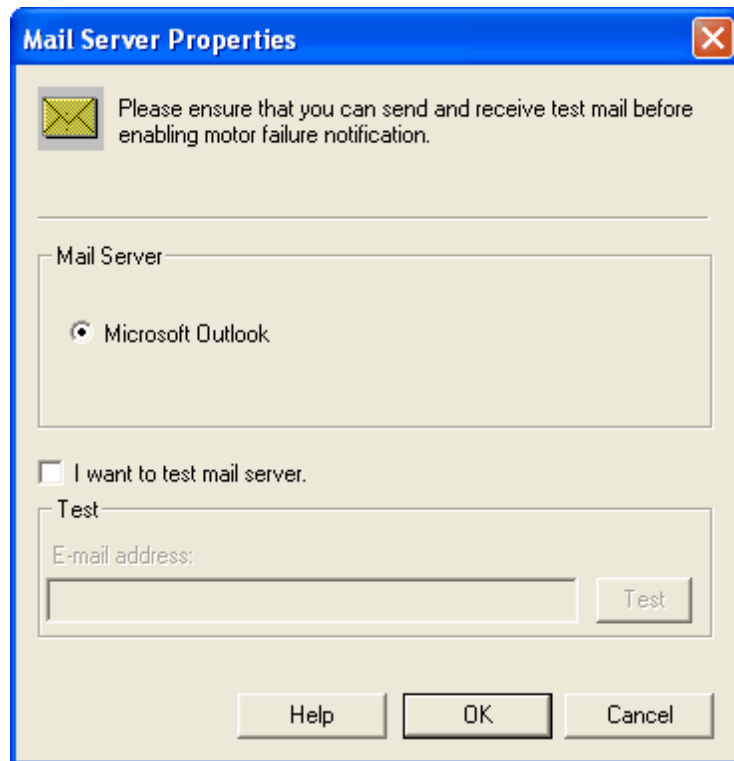 Mail Server Properties
Please ensure that you can send and receive test mail before
enabling motor failure notification.
Mail Server
Microsoft Outlook
I want to test mail server.
Test
E-mail address:
Test
Help
OK
Cancel